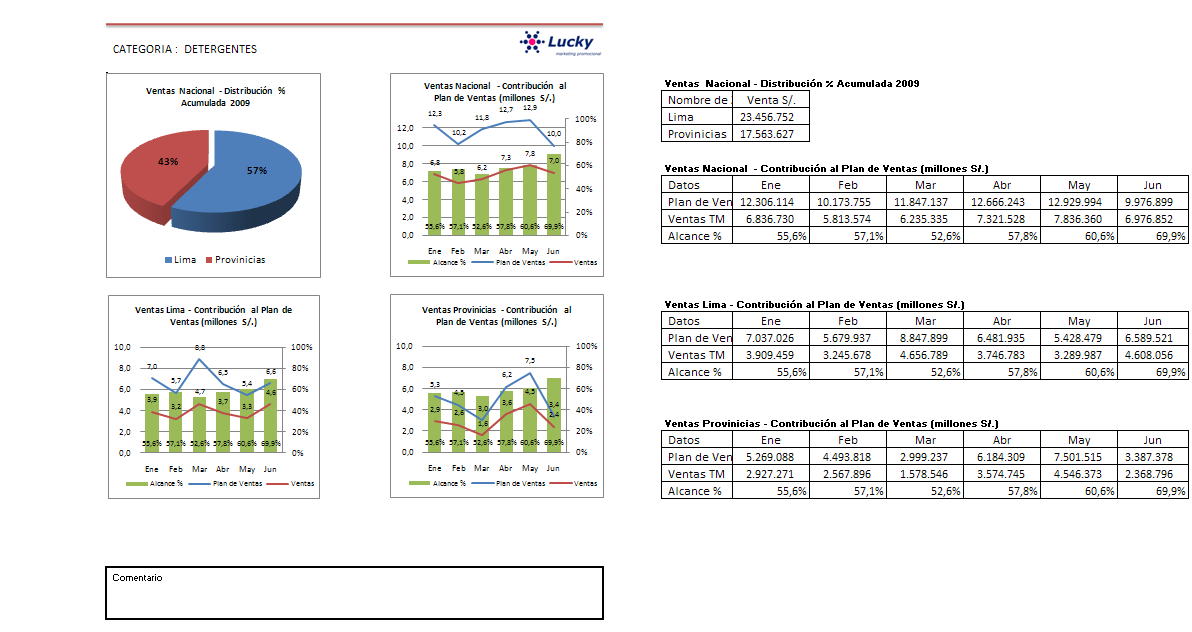 CATEGORIA : DETERGENTES
Lucky
marketing promocional
Ventas Nacional - Distribución %
Acumulada 2009
43%
57%
Lima Provinicias
Ventas Nacional - Contribución al
Plan de Ventas (millones S/.)
12,3 10,2 11,8 12,7 12,9 10,0
6,8 5,8 6,2 7,3 7,8 7,0
55,6% 57,1% 52,6% 57,8% 60,6% 69,9%
12,0
10,0
8,0
6,0
4,0
2,0
0,0
100%
80%
60%
40%
20%
0%
Ene Feb Mar Abr May Jun
Alcance % Plan de Ventas Ventas
Ventas Lima - Contribución al Plan de
Ventas (millones S/.)
7,0 5,7 8,8 6,5 5,4 6,6
3,9 3,2 4,7 3,7 3,3 4,6
55,6% 57,1% 52,6% 57,8% 60,6% 69,9%
10,0
8,0
6,0
4,0
2,0
0,0
100%
80%
60%
40%
20%
0%
Ene Feb Mar Abr May Jun
Alcance % Plan de Ventas Ventas
Ventas Provinicias - Contribución al
Plan de Ventas (millones S/.)
5,3 4,5 3,0 6,2 7,5 3,4
2,9 2,6 1,6 3,6 4,5 2,4
55,6% 57,1% 52,6% 57,8% 60,6% 69,9%
10,0
8,0
6,0
4,0
2,0
0,0
100%
80%
60%
40%
20%
0%
Ene Feb Mar Abr May Jun
Alcance % Plan de Ventas Ventas
Comentario
Ventas Nacional - Distribución % Acumulada 2009
Nombre de Venta S/.
Lima 23.456.752
Provinicias 17.563.627
Ventas Nacional - Contribución al Plan de Ventas (millones S/.)
Datos Ene Feb Mar Abr May Jun
Plan de Ven 12.306.114 10.173.755 11.847.137 12.666.243 12.929.994 9.976.899
Ventas TM 6.836.730 5.813.574 6.235.335 7.321.528 7.836.360 6.976.852
Alcance % 55,6% 57,1% 52,6% 57,8% 60,6% 69,9%
Ventas Lima - Contribución al Plan de Ventas (millones S/.)
Datos Ene Feb Mar Abr May Jun
Plan de Ven 7.037.026 5.679.937 8.847.899 6.481.935 5.428.479 6.589.521
Ventas TM 3.909.459 3.245.678 4.656.789 3.746.783 3.289.987 4.608.056
Alcance % 55,6% 57,1% 52,6% 57,8% 60,6% 69,9%
Ventas Provinicias - Contribución al Plan de Ventas (millones S/.)
Datos Ene Feb Mar Abr May Jun
Plan de Ven 5.269.088 4.493.818 2.999.237 6.184.309 7.501.515 3.387.378
Ventas TM 2.927.271 2.567.896 1.578.546 3.574.745 4.546.373 2.368.796
Alcance % 55,6% 57,1% 52,6% 57,8% 60,6% 69,9%